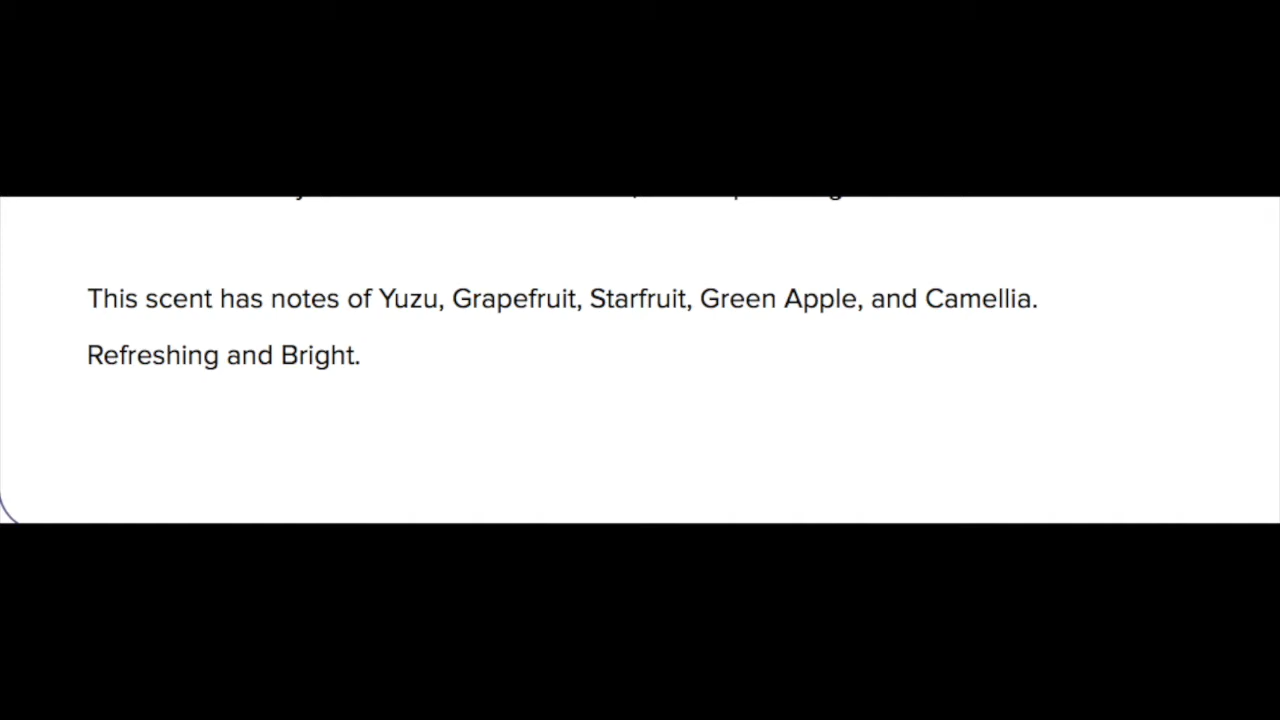 This scent has notes of Yuzu, Grapefruit, Starfruit, Green Apple, and Camellia.
Refreshing and Bright.